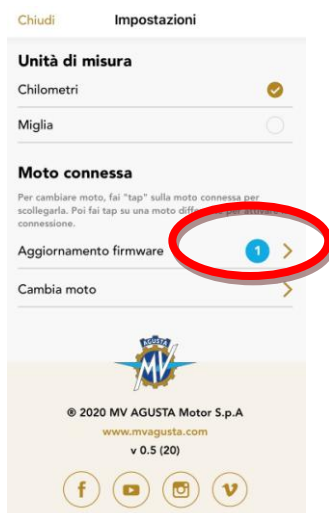 Chiudi Impostazioni
Unità di misura
Chilometri
Miglia
Moto connessa
Per cambiare moto, fai "tap" sulla moto connessa per
scollegarla. Poi fai tap su una moto per
connessione.
Aggiornamento firmware 1
Cambia moto
AGUSTA
MV
® 2020 MV AGUSTA Motor S.p.A
www.mvagusta.com
v 0.5 (20)